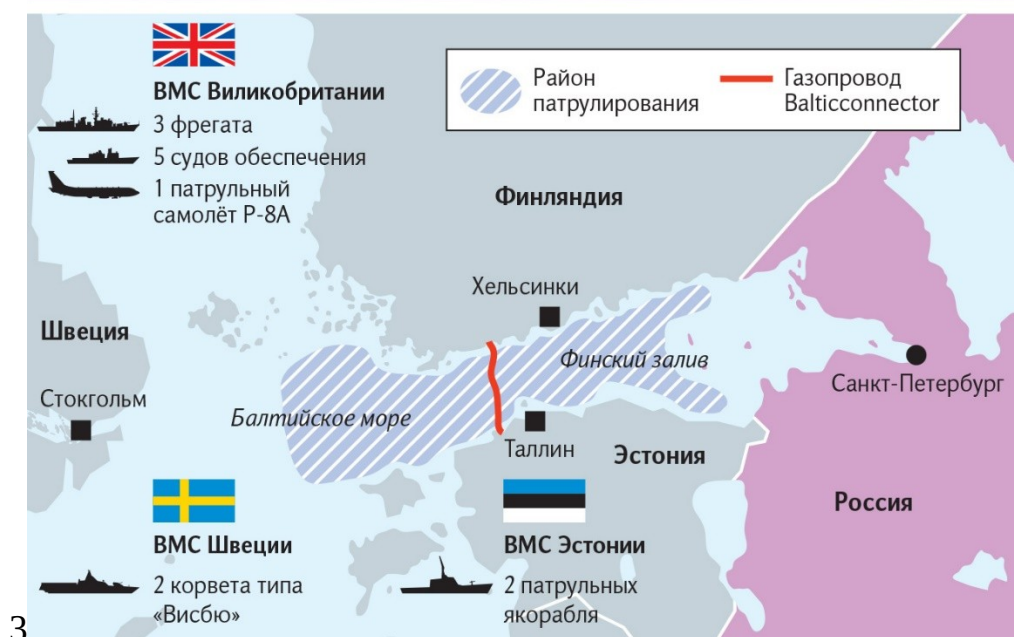 ВМС Виликобритании
3 фрегата
5 судов обеспечения
1 патрульный
самолёт P-8A
Район
патрулирования
Газопровод
Balticconnector
Финляндия
Хельсинки
Швеция
Финский залив
Санкт-Петербург
Стокгольм
Балтийское море
Таллин
Эстония
Россия
ВМС Швеции
2 корвета типа
«Висбю»
ВМС Эстонии
2 патрульных
якорабля
3